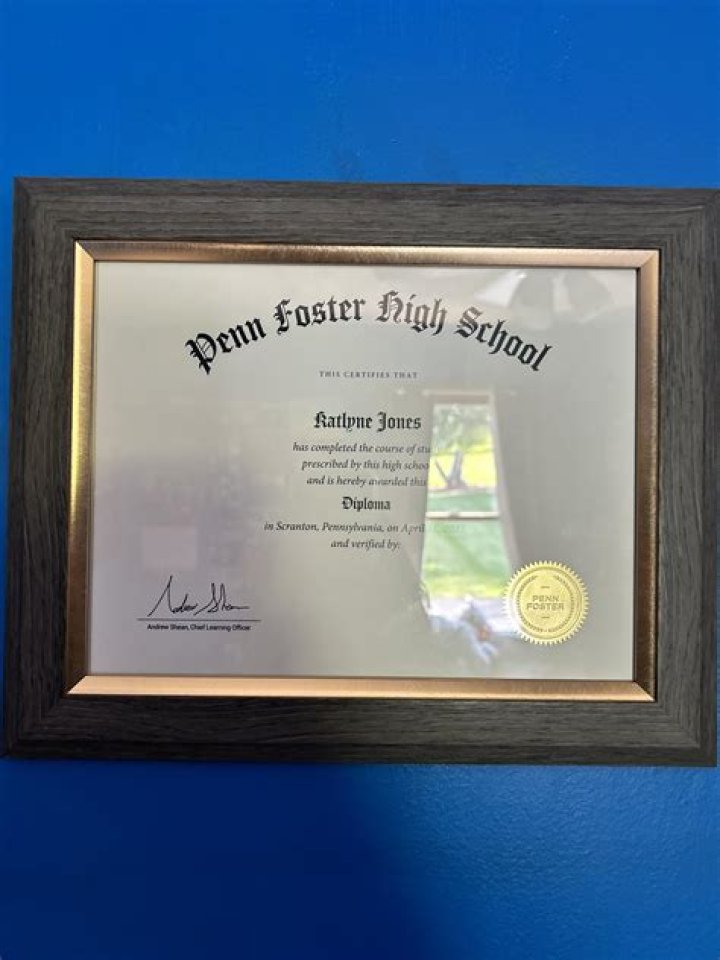 Penn Foster High School
THIS CERTIFIES THAT
Katlyne Jones
has completed the course of
prescribed by this high
and is hereby awarded this
Diploma
in Scranton, Pennsylvania, on April
and verified by:
Andrew Shean, Chief Learning Officer
PENN
FOSTER